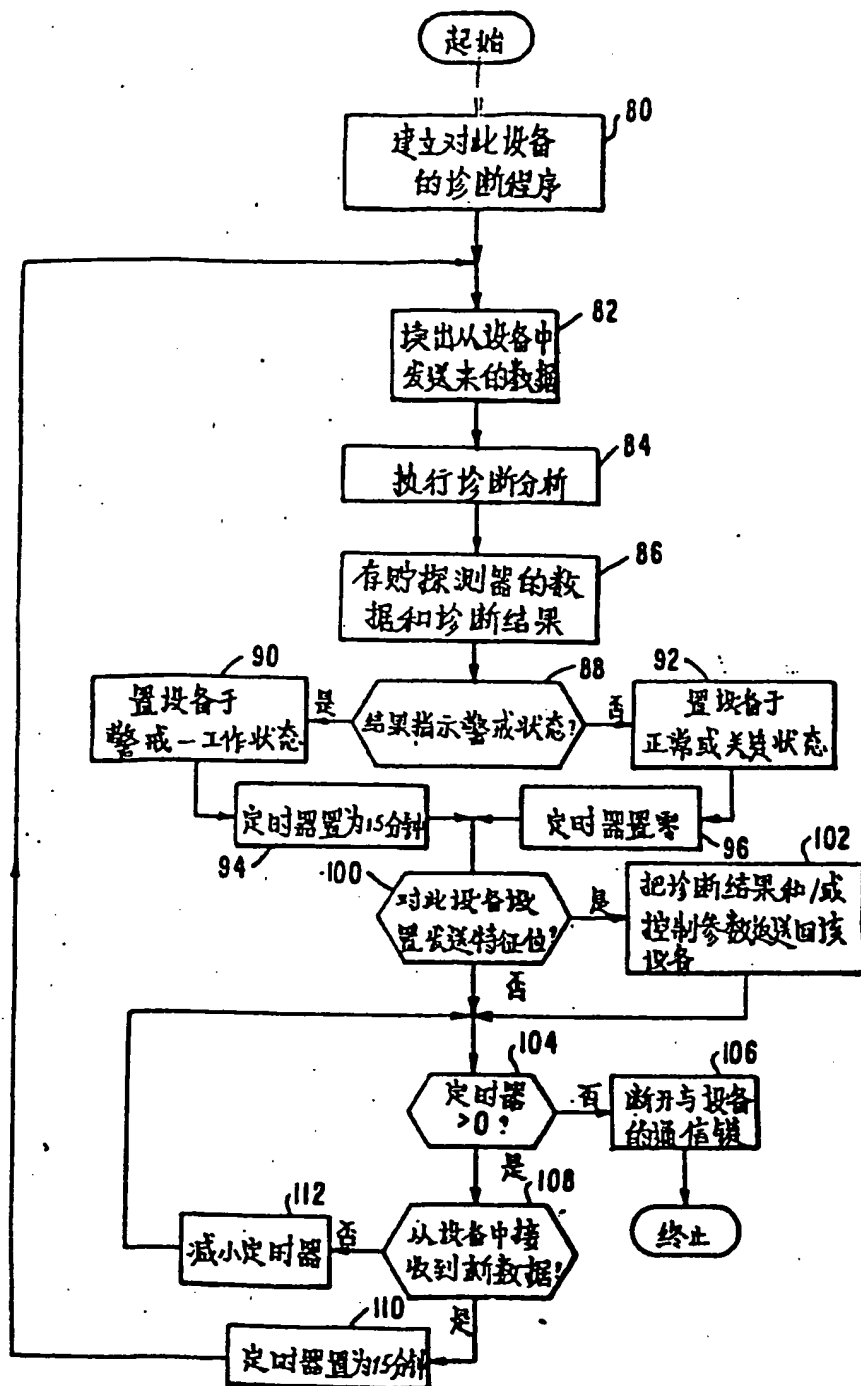 起始
80
建立对此设备
的诊断程序
82
读出从设备中
发送来的数据
84
执行诊断分析
86
存贮探测器的数
据和诊断结果
90
置设备于
警戒一工作状态
是
88
结果指示警戒状态?
否
92
置设备于
正常或关复状态
定时器置为15分钟
94
定时器置零
96
100
对此设备设
置发送特征位?
是
102
把诊断结果和/或
控制参数返送回该
设备
否
104
定时器
>0?
否
106
断开与设备
的通信链
是
终止
108
从设备中接
收到新数据?
否
112
减小定时器
是
110
定时器置为15分钟